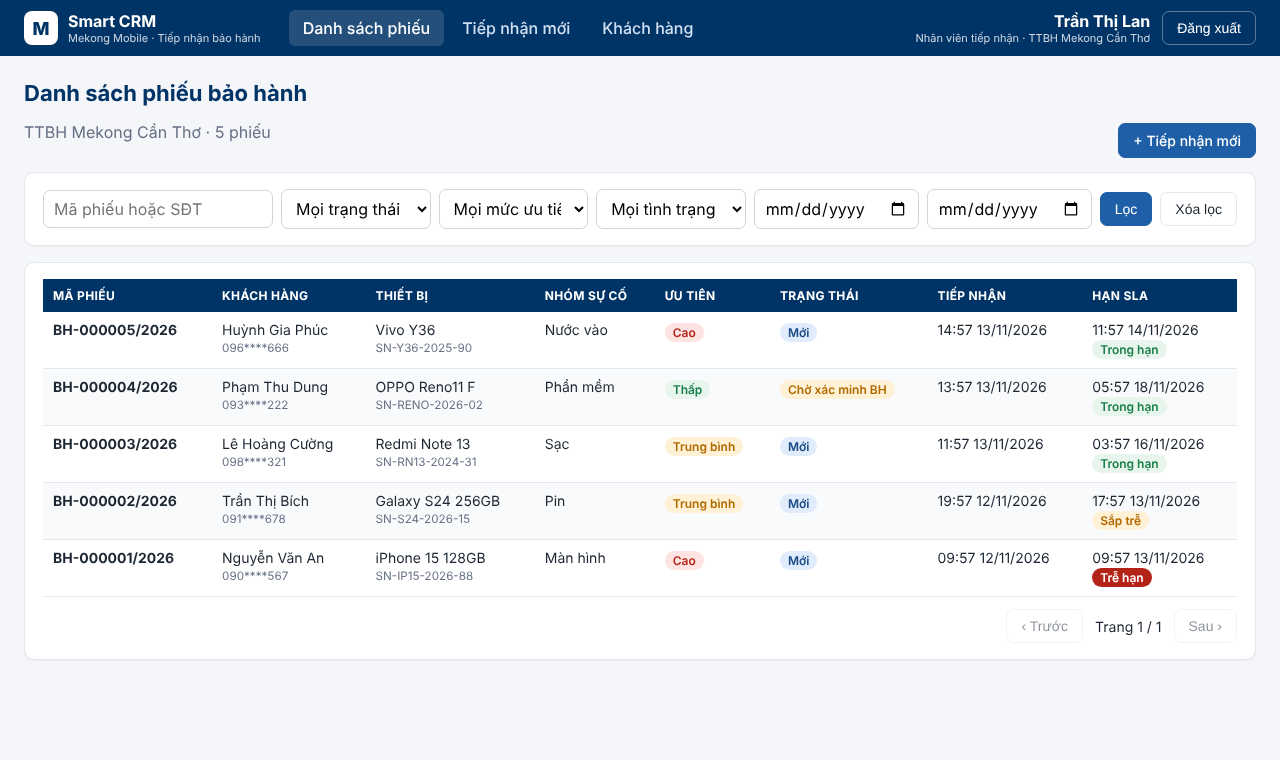 M
Smart CRM
Mekong Mobile · Tiếp nhận bảo hành
Danh sách phiếu
Tiếp nhận mới
Khách hàng
Trần Thị Lan
Nhân viên tiếp nhận · TTBH Mekong Cần Thơ
Đăng xuất
Danh sách phiếu bảo hành
TTBH Mekong Cần Thơ · 5 phiếu
+ Tiếp nhận mới
Mã phiếu hoặc SĐT
Mọi trạng thái
Mọi mức ưu tiê
Mọi tình trạng
mm/dd/yyyy
mm/dd/yyyy
Lọc
Xóa lọc
MÃ PHIẾU KHÁCH HÀNG THIẾT BỊ NHÓM SỰ CỐ ƯU TIÊN TRẠNG THÁI TIẾP NHẬN HẠN SLA
BH-000005/2026 Huỳnh Gia Phúc Vivo Y36 Nước vào Cao Mới 14:57 13/11/2026 11:57 14/11/2026
096****666 SN-Y36-2025-90 Trong hạn
BH-000004/2026 Phạm Thu Dung OPPO Reno11 F Phần mềm Thấp Chờ xác minh BH 13:57 13/11/2026 05:57 18/11/2026
093****222 SN-RENO-2026-02 Trong hạn
BH-000003/2026 Lê Hoàng Cường Redmi Note 13 Sạc Trung bình Mới 11:57 13/11/2026 03:57 16/11/2026
098****321 SN-RN13-2024-31 Trong hạn
BH-000002/2026 Trần Thị Bích Galaxy S24 256GB Pin Trung bình Mới 19:57 12/11/2026 17:57 13/11/2026
091****678 SN-S24-2026-15 Sắp trễ
BH-000001/2026 Nguyễn Văn An iPhone 15 128GB Màn hình Cao Mới 09:57 12/11/2026 09:57 13/11/2026
090****567 SN-IP15-2026-88 Trễ hạn
‹ Trước Trang 1 / 1 Sau ›